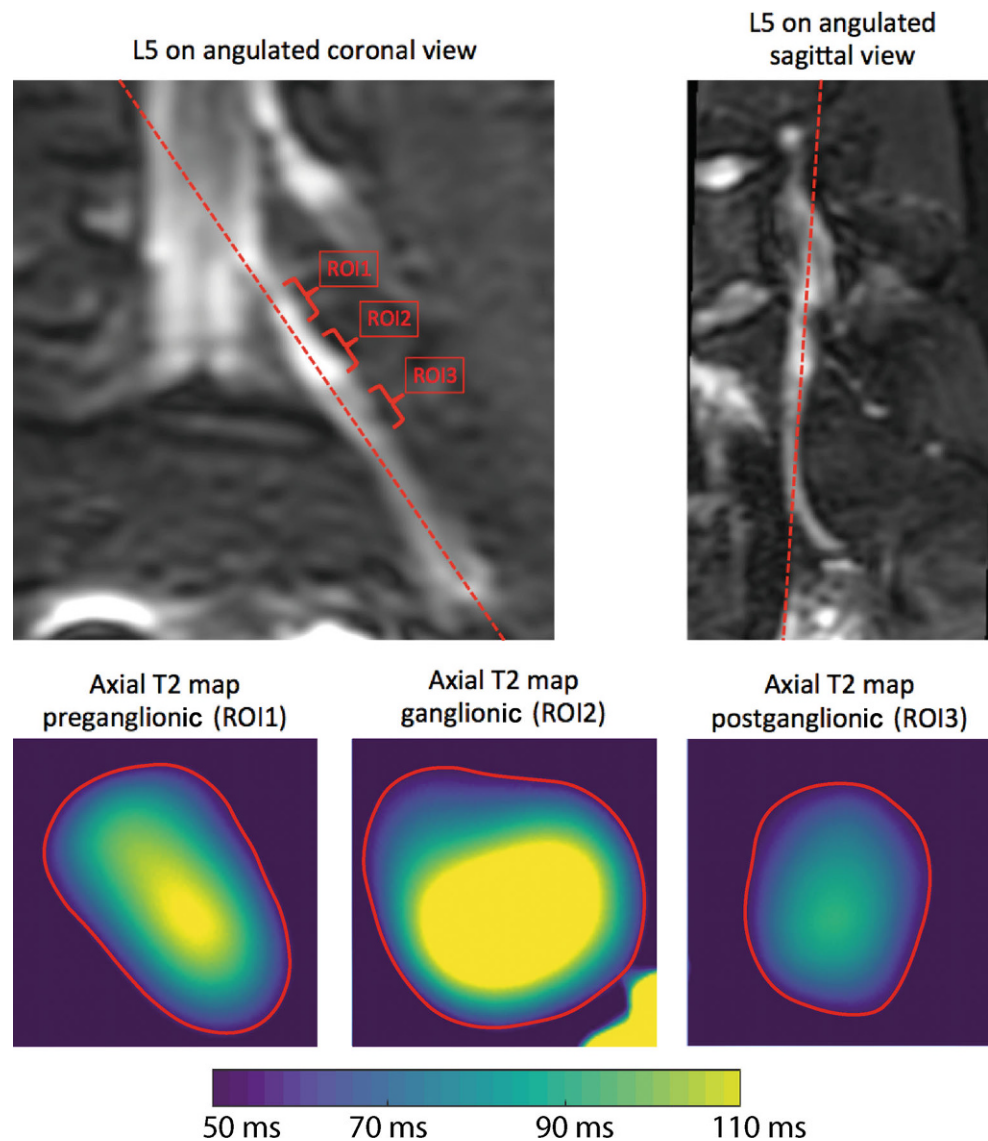 L5 on angulated coronal view
L5 on angulated
sagittal view
ROI1
ROI2
ROI3
Axial T2 map
preganglionic (ROI1)
Axial T2 map
ganglionic (ROI2)
Axial T2 map
postganglionic (ROI3)
50 ms
70 ms
90 ms
110 ms